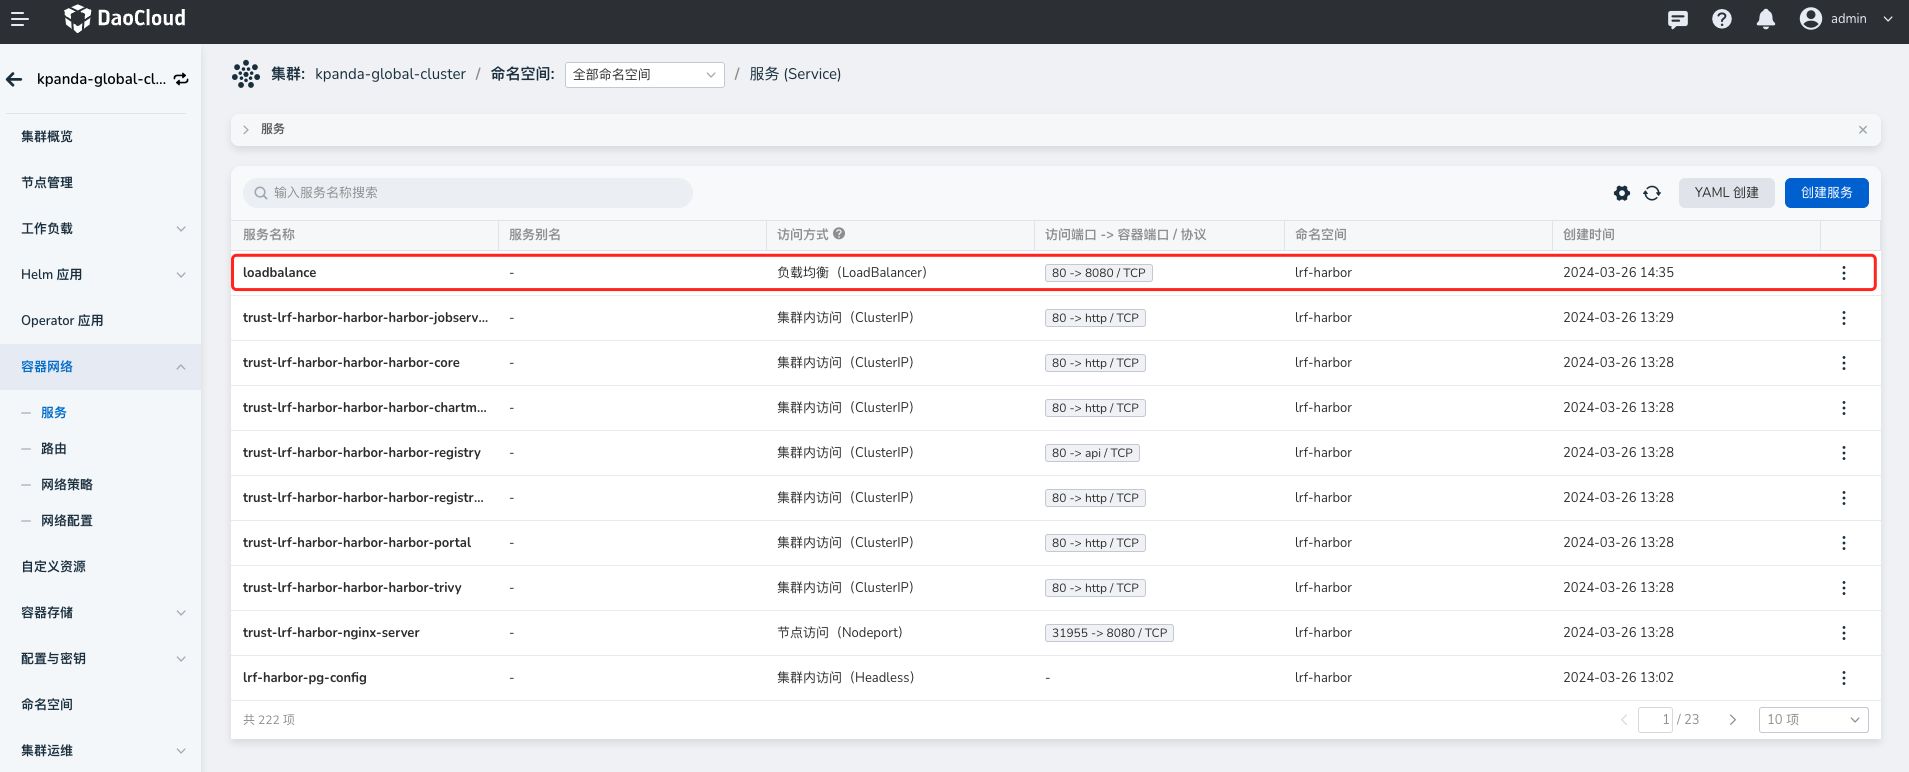 DaoCloud
admin
kpanda-global-cl...
集群: kpanda-global-cluster / 命名空间: 全部命名空间 / 服务 (Service)
集群概览
节点管理
工作负载
Helm 应用
Operator 应用
容器网络
服务
路由
网络策略
网络配置
自定义资源
容器存储
配置与密钥
命名空间
集群运维
服务
输入服务名称搜索
YAML 创建
创建服务
服务名称 服务别名 访问方式 访问端口 -> 容器端口 / 协议 命名空间 创建时间
loadbalance - 负载均衡（LoadBalancer） 80 -> 8080 / TCP lrf-harbor 2024-03-26 14:35
trust-lrf-harbor-harbor-harbor-jobserv... - 集群内访问（ClusterIP） 80 -> http / TCP lrf-harbor 2024-03-26 13:29
trust-lrf-harbor-harbor-harbor-core - 集群内访问（ClusterIP） 80 -> http / TCP lrf-harbor 2024-03-26 13:28
trust-lrf-harbor-harbor-harbor-chartm... - 集群内访问（ClusterIP） 80 -> http / TCP lrf-harbor 2024-03-26 13:28
trust-lrf-harbor-harbor-harbor-registry - 集群内访问（ClusterIP） 80 -> api / TCP lrf-harbor 2024-03-26 13:28
trust-lrf-harbor-harbor-harbor-registr... - 集群内访问（ClusterIP） 80 -> http / TCP lrf-harbor 2024-03-26 13:28
trust-lrf-harbor-harbor-harbor-portal - 集群内访问（ClusterIP） 80 -> http / TCP lrf-harbor 2024-03-26 13:28
trust-lrf-harbor-harbor-harbor-trivy - 集群内访问（ClusterIP） 80 -> http / TCP lrf-harbor 2024-03-26 13:28
trust-lrf-harbor-nginx-server - 节点访问（Nodeport） 31955 -> 8080 / TCP lrf-harbor 2024-03-26 13:28
lrf-harbor-pg-config - 集群内访问（Headless） - lrf-harbor 2024-03-26 13:02
共 222 项
1 / 23
10 项